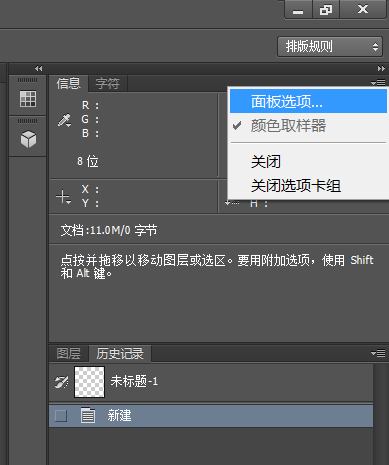 排版规则
信息 字符
R :
G :
B :
8 位
面板选项...
颜色取样器
关闭
关闭选项卡组
X :
Y :
H :
文档:11.0M/0 字节
点按并拖移以移动图层或选区。要用附加选项，使用 Shift
和 Alt 键。
图层 历史记录
未标题-1
新建